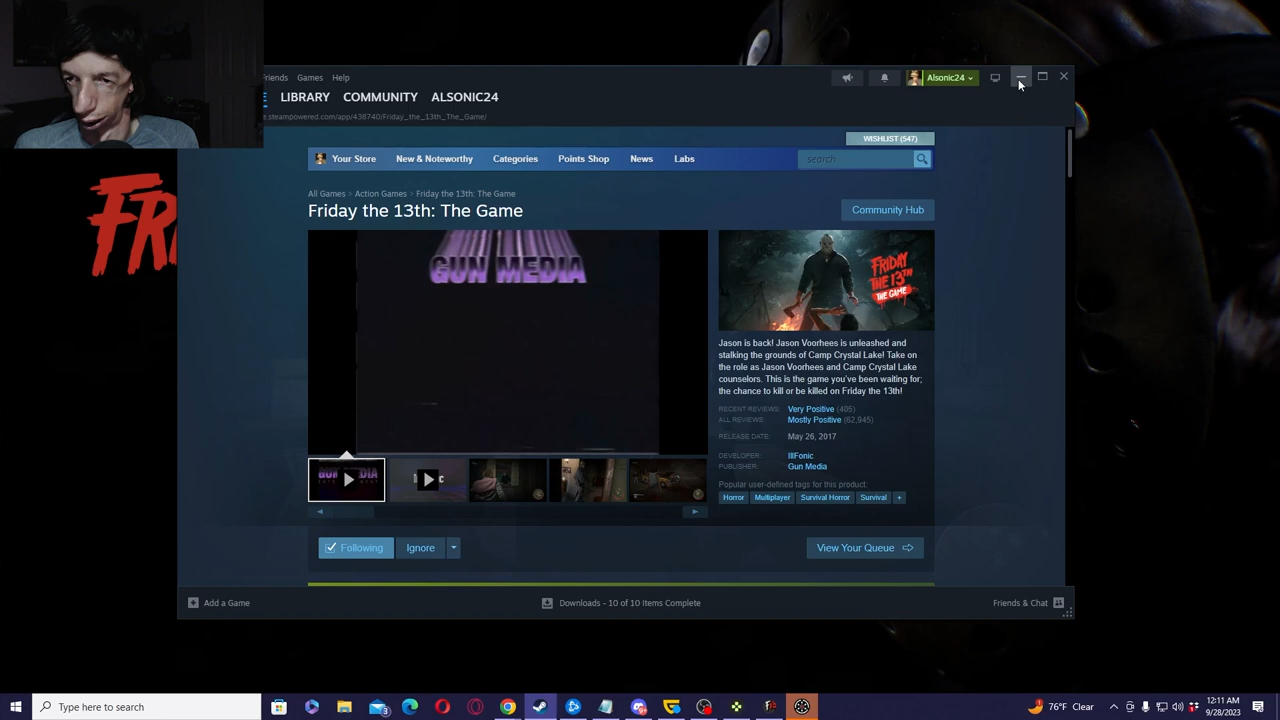 Friends Games Help
Alsonic24
LIBRARY COMMUNITY ALSONIC24
.steampowered.com/app/438740/Friday_the_13th_The_Game/
WISHLIST (547)
Your Store New & Noteworthy Categories Points Shop News Labs
search
All Games > Action Games > Friday the 13th: The Game
Friday the 13th: The Game
Community Hub
GUN MEDIA
FRIDAY
THE 13TH
THE GAME
Jason is back! Jason Voorhees is unleashed and
stalking the grounds of Camp Crystal Lake! Take on
the role as Jason Voorhees and Camp Crystal Lake
counselors. This is the game you've been waiting for;
the chance to kill or be killed on Friday the 13th!
RECENT REVIEWS: Very Positive (405)
ALL REVIEWS: Mostly Positive (62,945)
RELEASE DATE: May 26, 2017
DEVELOPER: IllFonic
PUBLISHER: Gun Media
Popular user-defined tags for this product:
Horror Multiplayer Survival Horror Survival +
Following Ignore
View Your Queue
Add a Game
Downloads - 10 of 10 Items Complete
Friends & Chat
Type here to search
3
76°F Clear
12:11 AM
9/28/2023